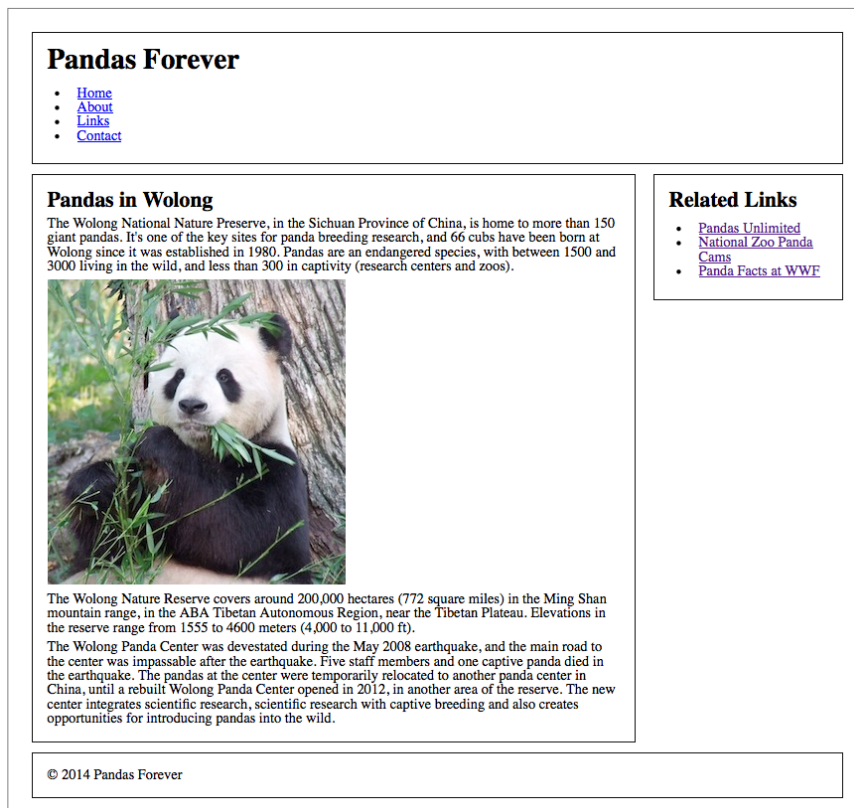 Pandas Forever
Home
About
Links
Contact
Pandas in Wolong
The Wolong National Nature Preserve, in the Sichuan Province of China, is home to more than 150
giant pandas. It's one of the key sites for panda breeding research, and 66 cubs have been born at
Wolong since it was established in 1980. Pandas are an endangered species, with between 1500 and
3000 living in the wild, and less than 300 in captivity (research centers and zoos).
The Wolong Nature Reserve covers around 200,000 hectares (772 square miles) in the Ming Shan
mountain range, in the ABA Tibetan Autonomous Region, near the Tibetan Plateau. Elevations in
the reserve range from 1555 to 4600 meters (4,000 to 11,000 ft).
The Wolong Panda Center was devestated during the May 2008 earthquake, and the main road to
the center was impassable after the earthquake. Five staff members and one captive panda died in
the earthquake. The pandas at the center were temporarily relocated to another panda center in
China, until a rebuilt Wolong Panda Center opened in 2012, in another area of the reserve. The new
center integrates scientific research, scientific research with captive breeding and also creates
opportunities for introducing pandas into the wild.
Related Links
Pandas Unlimited
National Zoo Panda
Cams
Panda Facts at WWF
© 2014 Pandas Forever